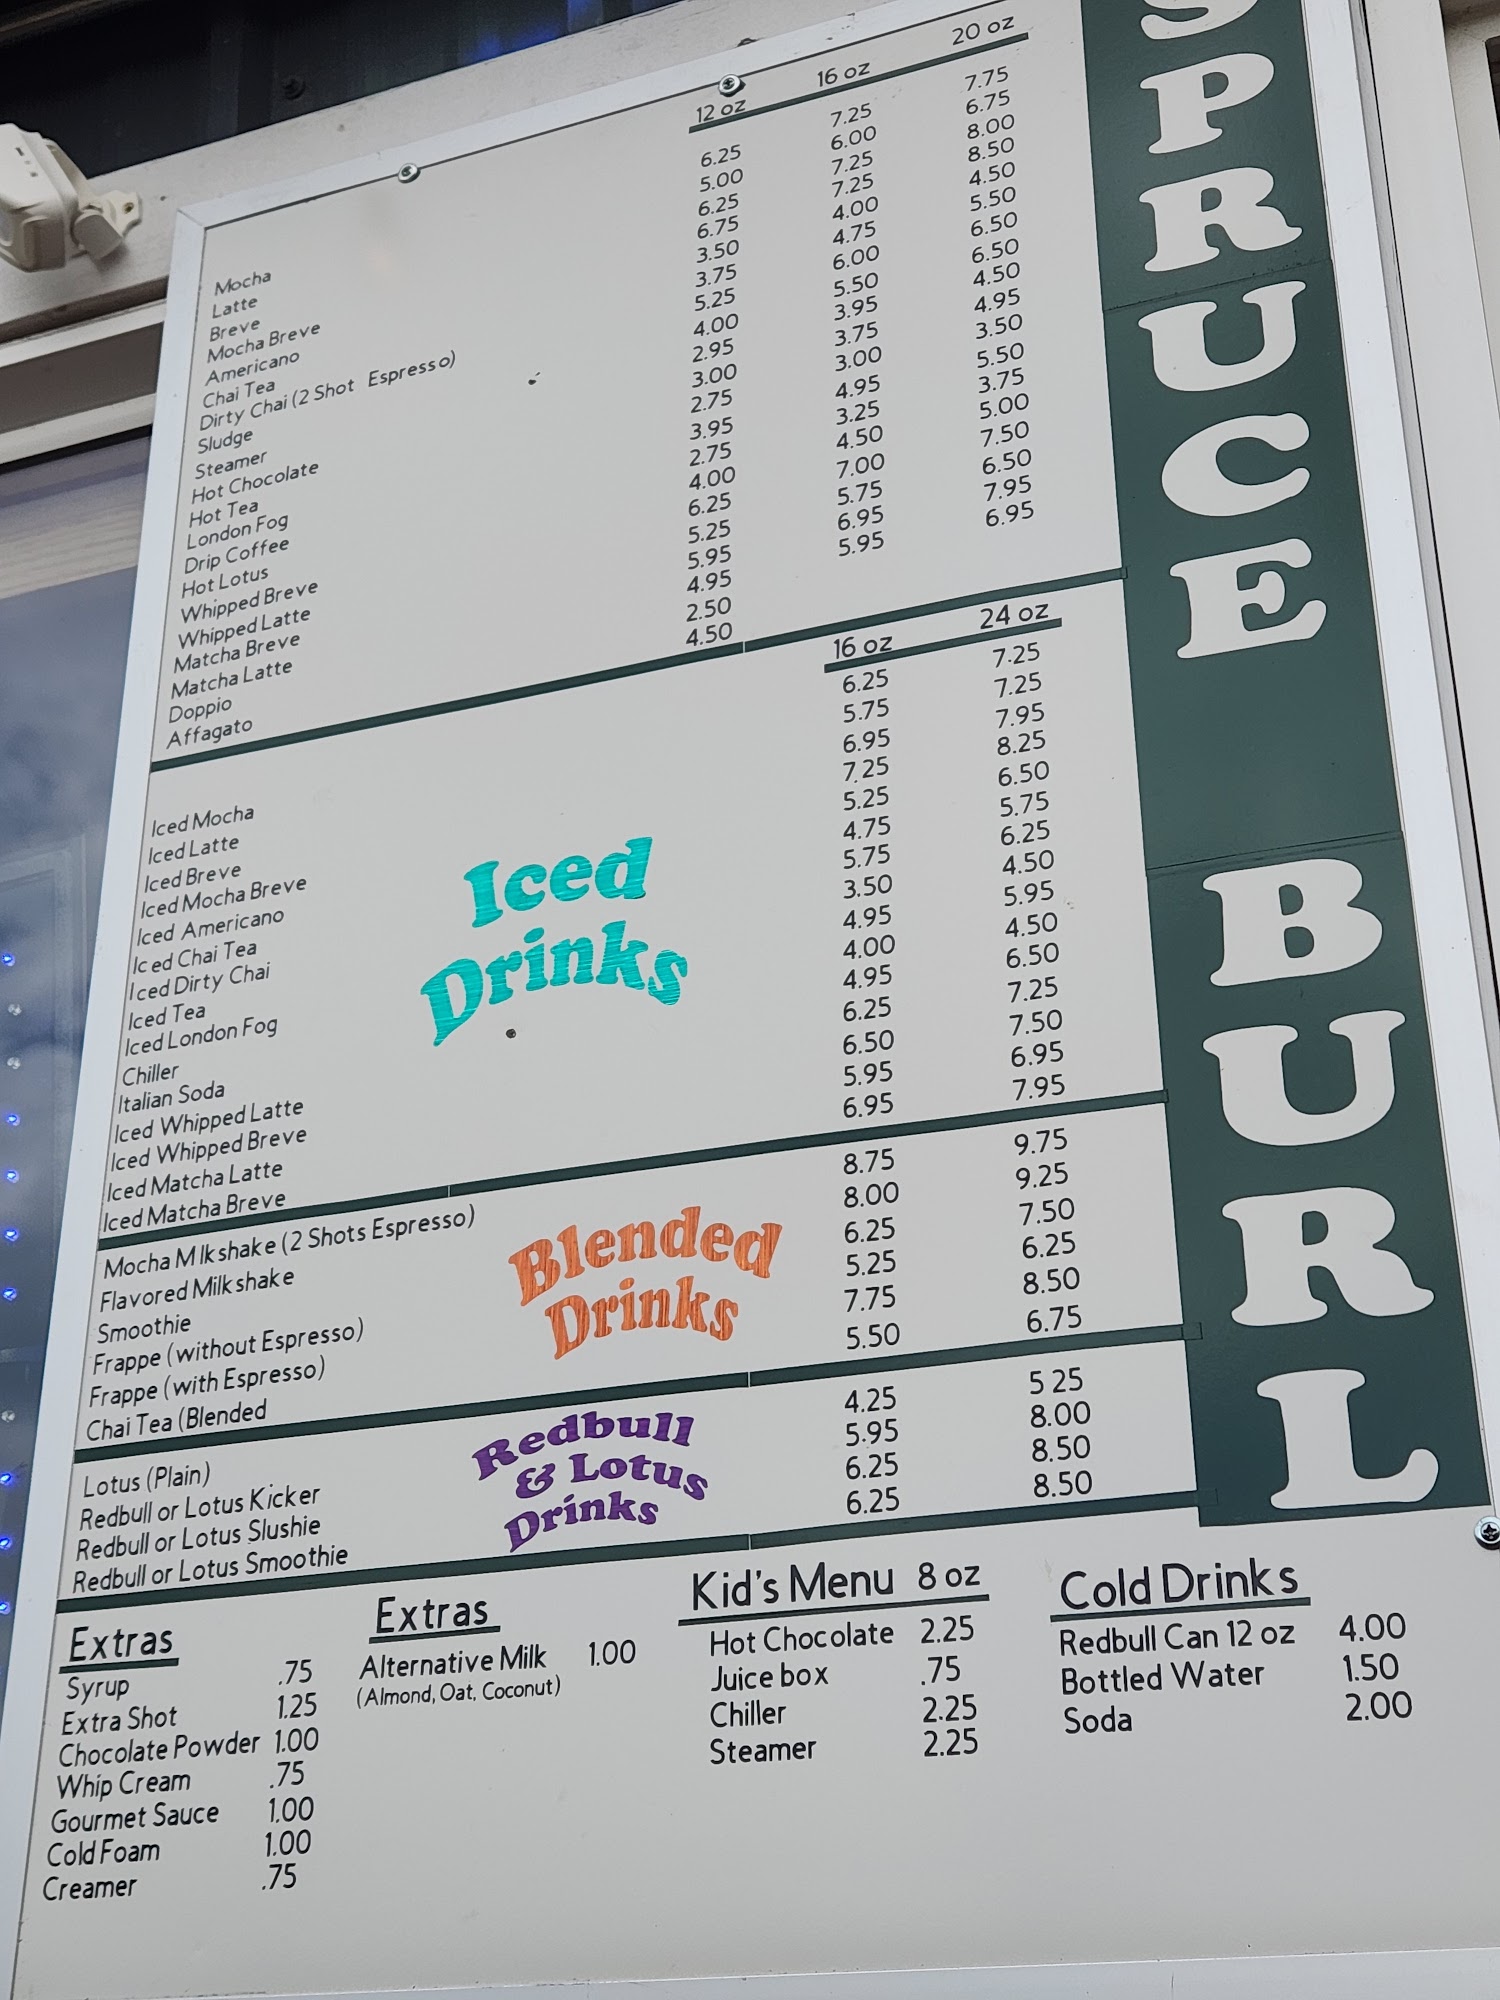 12 oz 16 oz 20 oz
Mocha 6.25 7.25 7.75
Latte 5.00 6.00 6.75
Breve 6.25 7.25 8.00
Mocha Breve 6.75 7.25 8.50
Americano 3.50 4.00 4.50
Chai Tea 3.75 4.75 5.50
Dirty Chai (2 Shot Espresso) 5.25 6.00 6.50
Sludge 4.00 5.50 6.50
Steamer 2.95 3.95 4.50
Hot Chocolate 3.00 3.75 4.95
Hot Tea 2.75 3.00 3.50
London Fog 3.95 4.95 5.50
Drip Coffee 2.75 3.25 3.75
Hot Lotus 4.00 4.50 5.00
Whipped Breve 6.25 7.00 7.50
Whipped Latte 5.25 5.75 6.50
Matcha Breve 5.95 6.95 7.95
Matcha Latte 4.95 5.95 6.95
Doppio 2.50
Affagato 4.50
Iced
Drinks
16 oz 24 oz
Iced Mocha 6.25 7.25
Iced Latte 5.75 7.25
Iced Breve 6.95 7.95
Iced Mocha Breve 7.25 8.25
Iced Americano 5.25 6.50
Iced Chai Tea 4.75 5.75
Iced Dirty Chai 5.75 6.25
Iced Tea 3.50 4.50
Iced London Fog 4.95 5.95
Chiller 4.00 4.50
Italian Soda 4.95 6.50
Iced Whipped Latte 6.25 7.25
Iced Whipped Breve 6.50 7.50
Iced Matcha Latte 5.95 6.95
Iced Matcha Breve 6.95 7.95
Blended
Drinks
Mocha Mlkshake (2 Shots Espresso) 8.75 9.75
Flavored Milkshake 8.00 9.25
Smoothie 6.25 7.50
Frappe (without Espresso) 5.25 6.25
Frappe (with Espresso) 7.75 8.50
Chai Tea (Blended 5.50 6.75
Redbull
& Lotus
Drinks
Lotus (Plain) 4.25 5 25
Redbull or Lotus Kicker 5.95 8.00
Redbull or Lotus Slushie 6.25 8.50
Redbull or Lotus Smoothie 6.25 8.50
Extras
Syrup .75
Extra Shot 1.25
Chocolate Powder 1.00
Whip Cream .75
Gourmet Sauce 1.00
Cold Foam 1.00
Creamer .75
Extras
Alternative Milk 1.00
(Almond, Oat, Coconut)
Kid's Menu 8 oz
Hot Chocolate 2.25
Juice box .75
Chiller 2.25
Steamer 2.25
Cold Drinks
Redbull Can 12 oz 4.00
Bottled Water 1.50
Soda 2.00
SPRUCE BURL